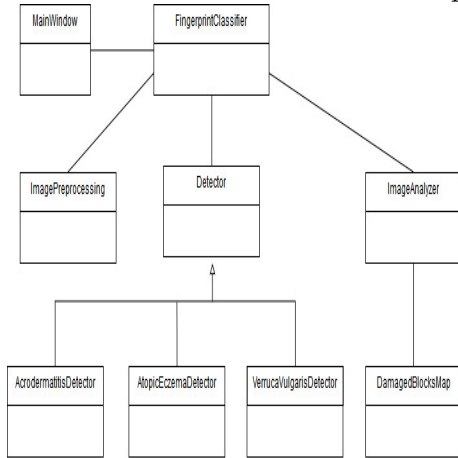 MainWindow
FingerprintClassifier
ImagePreprocessing
Detector
ImageAnalyzer
AcrodermatitisDetector
AtopicEczemaDetector
VerrucaVulgarisDetector
DamagedBlocksMap